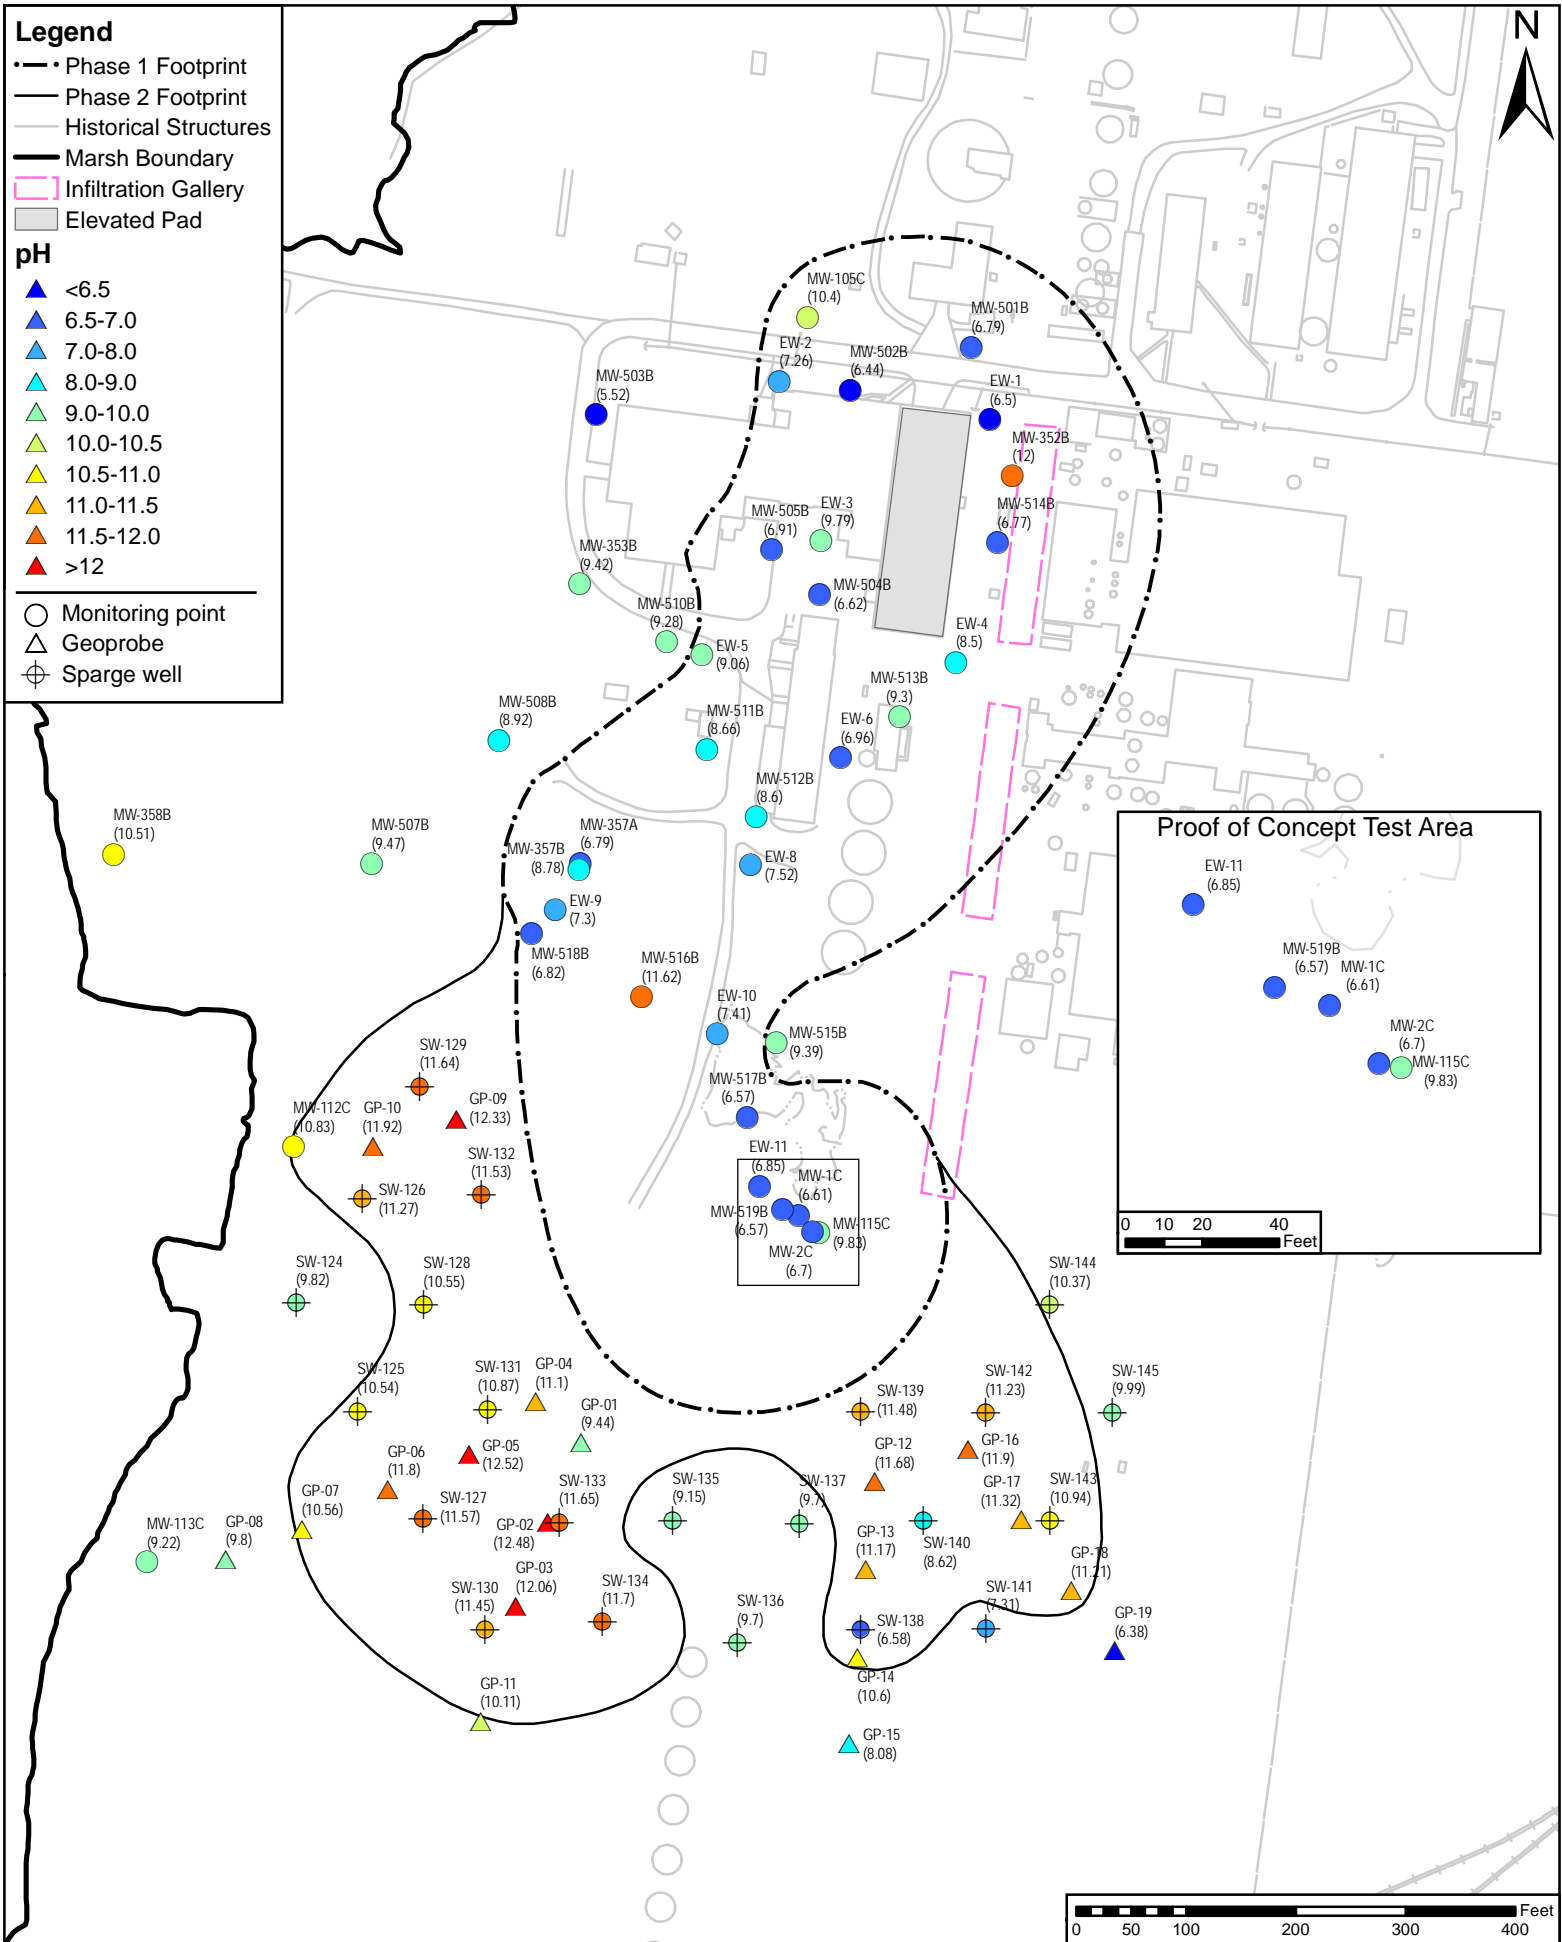 Legend
Phase 1 Footprint
Phase 2 Footprint
Historical Structures
Marsh Boundary
Infiltration Gallery
Elevated Pad
pH
<6.5
6.5-7.0
7.0-8.0
8.0-9.0
9.0-10.0
10.0-10.5
10.5-11.0
11.0-11.5
11.5-12.0
>12
Monitoring point
Geoprobe
Sparge well
N
MW-105C
(10.4)
MW-501B
(6.79)
EW-2
(7.26)
MW-502B
(6.44)
MW-503B
(5.52)
EW-1
(6.5)
MW-352B
(12)
MW-514B
(6.77)
EW-3
(9.79)
MW-505B
(6.91)
MW-353B
(9.42)
MW-504B
(6.62)
MW-510B
(9.28)
EW-5
(9.06)
EW-4
(8.5)
MW-513B
(9.3)
MW-508B
(8.92)
MW-511B
(8.66)
EW-6
(6.96)
MW-512B
(8.6)
MW-358B
(10.51)
MW-507B
(9.47)
MW-357A
(6.79)
MW-357B
(8.78)
EW-8
(7.52)
EW-9
(7.3)
MW-518B
(6.82)
MW-516B
(11.62)
EW-10
(7.41)
MW-515B
(9.39)
MW-517B
(6.57)
SW-129
(11.64)
GP-09
(12.33)
MW-112C
(10.83)
GP-10
(11.92)
SW-132
(11.53)
SW-126
(11.27)
EW-11
(6.85)
MW-1C
(6.61)
MW-519B
(6.57)
MW-115C
(9.83)
MW-2C
(6.7)
SW-124
(9.82)
SW-128
(10.55)
SW-144
(10.37)
SW-125
(10.54)
SW-131
(10.87)
GP-04
(11.1)
GP-01
(9.44)
SW-139
(11.48)
SW-142
(11.23)
SW-145
(9.99)
GP-05
(12.52)
GP-06
(11.8)
GP-12
(11.68)
GP-16
(11.9)
GP-07
(10.56)
SW-127
(11.57)
SW-133
(11.65)
GP-02
(12.48)
SW-135
(9.15)
SW-137
(9.7)
GP-17
(11.32)
SW-143
(10.94)
MW-113C
(9.22)
GP-08
(9.8)
GP-13
(11.17)
SW-140
(8.62)
GP-18
(11.21)
GP-03
(12.06)
SW-130
(11.45)
SW-134
(11.7)
SW-136
(9.7)
SW-138
(6.58)
SW-141
(7.31)
GP-19
(6.38)
GP-14
(10.6)
GP-11
(10.11)
GP-15
(8.08)
Proof of Concept Test Area
EW-11
(6.85)
MW-519B
(6.57)
MW-1C
(6.61)
MW-2C
(6.7)
MW-115C
(9.83)
0 10 20 40
Feet
Feet
0 50 100 200 300 400